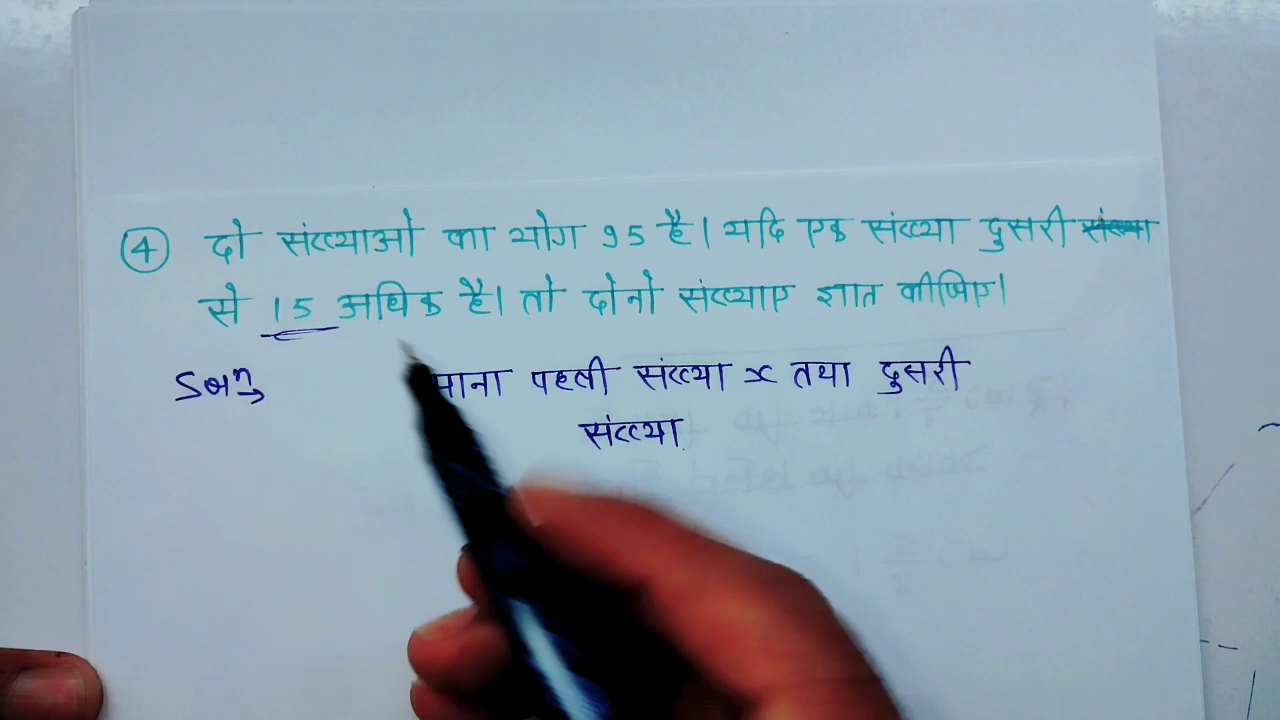 ④ दो संख्याओ का योग 95 है। यदि एक संख्या दुसरी संख्या
से 15 अधिक है। तो दोनो संख्याए ज्ञात कीजिए।
Solⁿ→ माना पहली संख्या x तथा दुसरी
संख्या